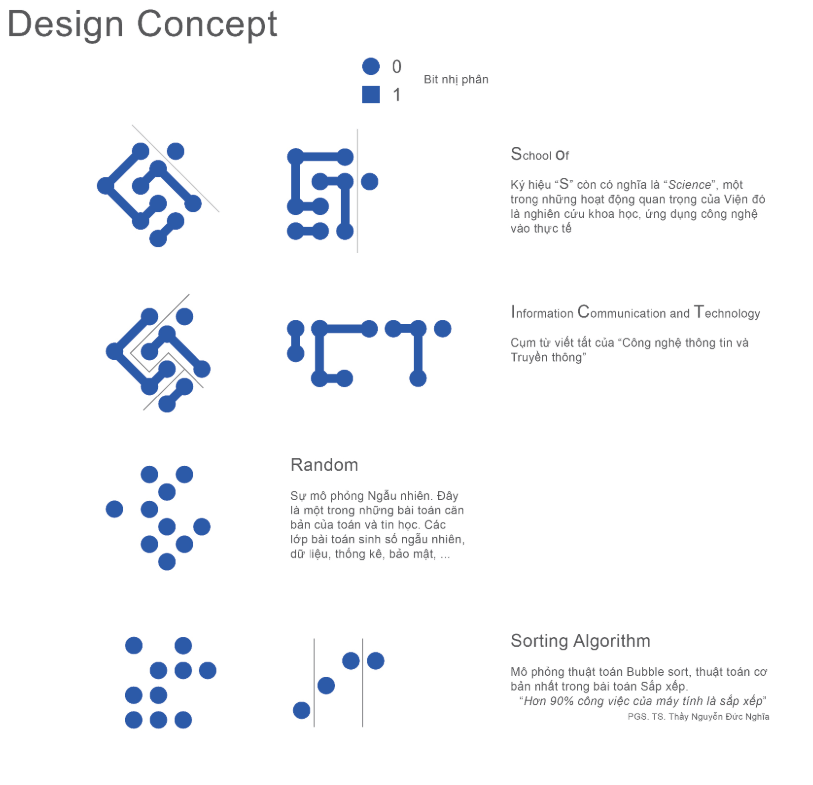 Design Concept
0
Bit nhị phân
1
School Of
Ký hiệu “S” còn có nghĩa là “Science”, một
trong những hoạt động quan trọng của Viện đó
là nghiên cứu khoa học, ứng dụng công nghệ
vào thực tế
Information Communication and Technology
Cụm từ viết tắt của “Công nghệ thông tin và
Truyền thông”
Random
Sự mô phỏng Ngẫu nhiên. Đây
là một trong những bài toán căn
bản của toán và tin học. Các
lớp bài toán sinh số ngẫu nhiên,
dữ liệu, thống kê, bảo mật, ...
Sorting Algorithm
Mô phỏng thuật toán Bubble sort, thuật toán cơ
bản nhất trong bài toán Sắp xếp.
“Hơn 90% công việc của máy tính là sắp xếp”
PGS. TS. Thầy Nguyễn Đức Nghĩa